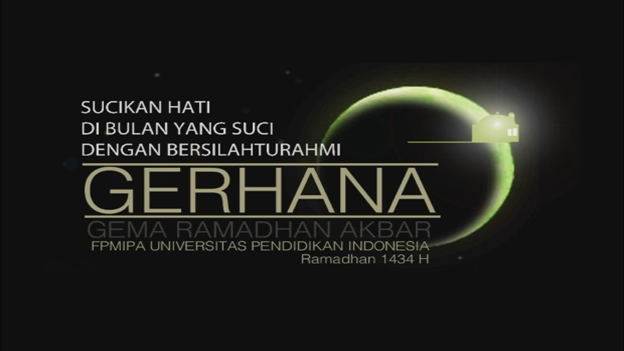 SUCIKAN HATI
DI BULAN YANG SUCI
DENGAN BERSILAHTURAHMI
GERHANA
GEMA RAMADHAN AKBAR
FPMIPA UNIVERSITAS PENDIDIKAN INDONESIA
Ramadhan 1434 H